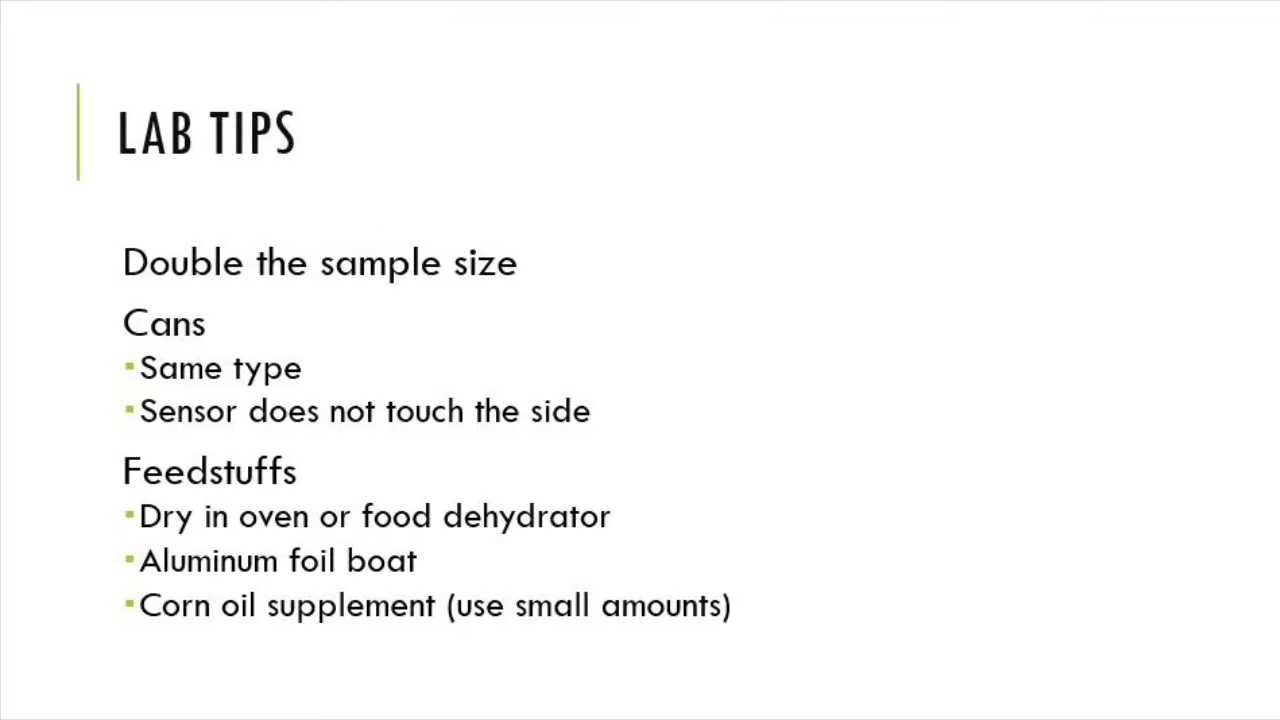 LAB TIPS
Double the sample size
Cans
▪Same type
▪Sensor does not touch the side
Feedstuffs
▪Dry in oven or food dehydrator
▪Aluminum foil boat
▪Corn oil supplement (use small amounts)